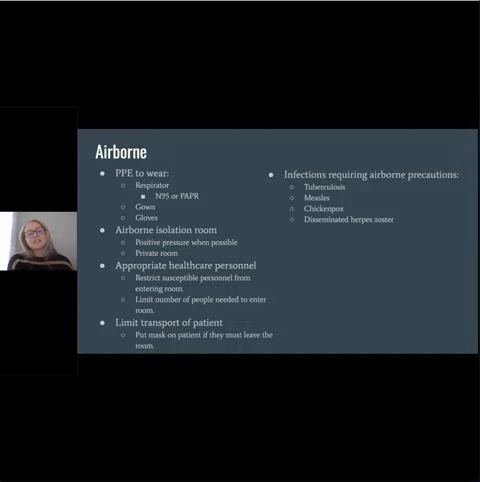 Airborne
PPE to wear:
Respirator
N95 or PAPR
Gown
Gloves
Airborne isolation room
Positive pressure when possible
Private room
Appropriate healthcare personnel
Restrict susceptible personnel from
entering room.
Limit number of people needed to enter
room.
Limit transport of patient
Put mask on patient if they must leave the
room.
Infections requiring airborne precautions:
Tuberculosis
Measles
Chickenpox
Disseminated herpes zoster